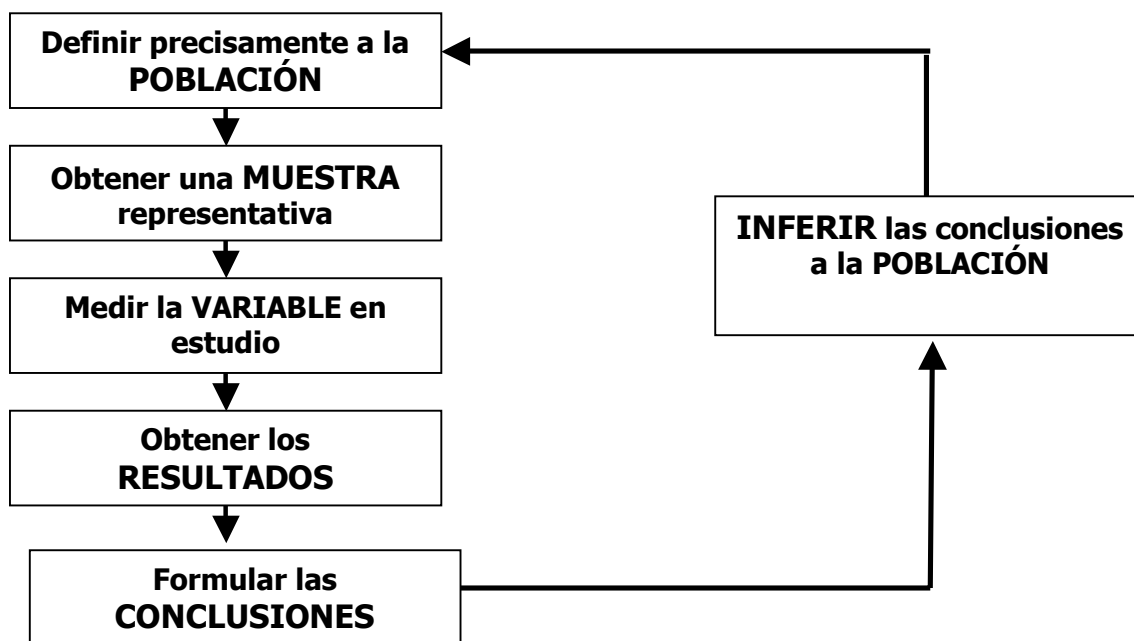 Definir precisamente a la
POBLACIÓN
Obtener una MUESTRA
representativa
Medir la VARIABLE en
estudio
Obtener los
RESULTADOS
Formular las
CONCLUSIONES
INFERIR las conclusiones
a la POBLACIÓN